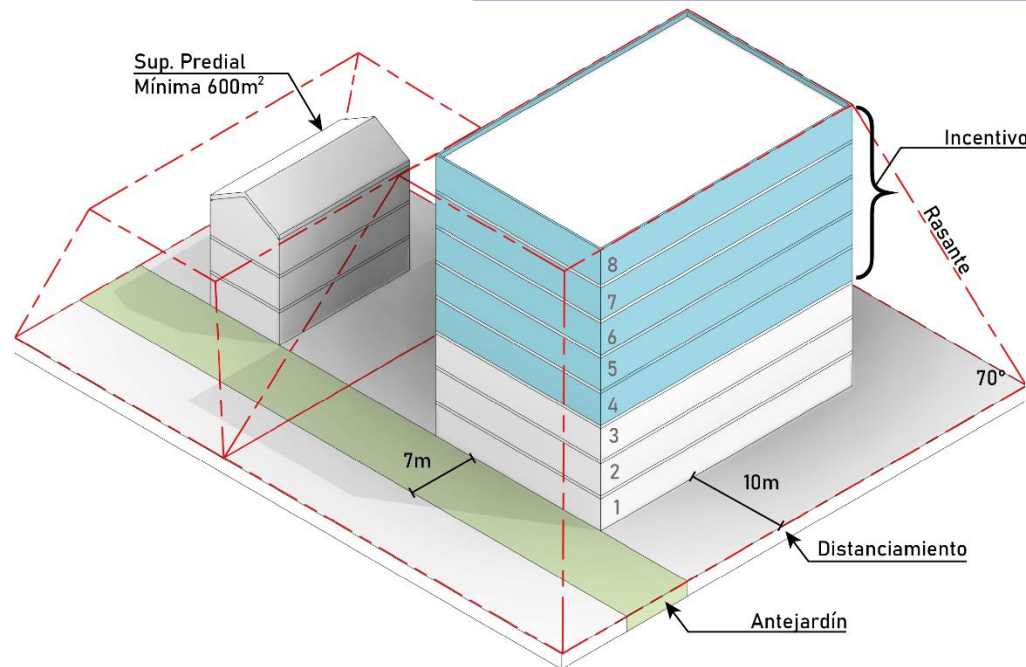 Sup. Predial
Mínima 600m²
Incentivo
Rasante
8
7
6
5
4
3
2
1
70°
7m
10m
Distanciamiento
Antejardín